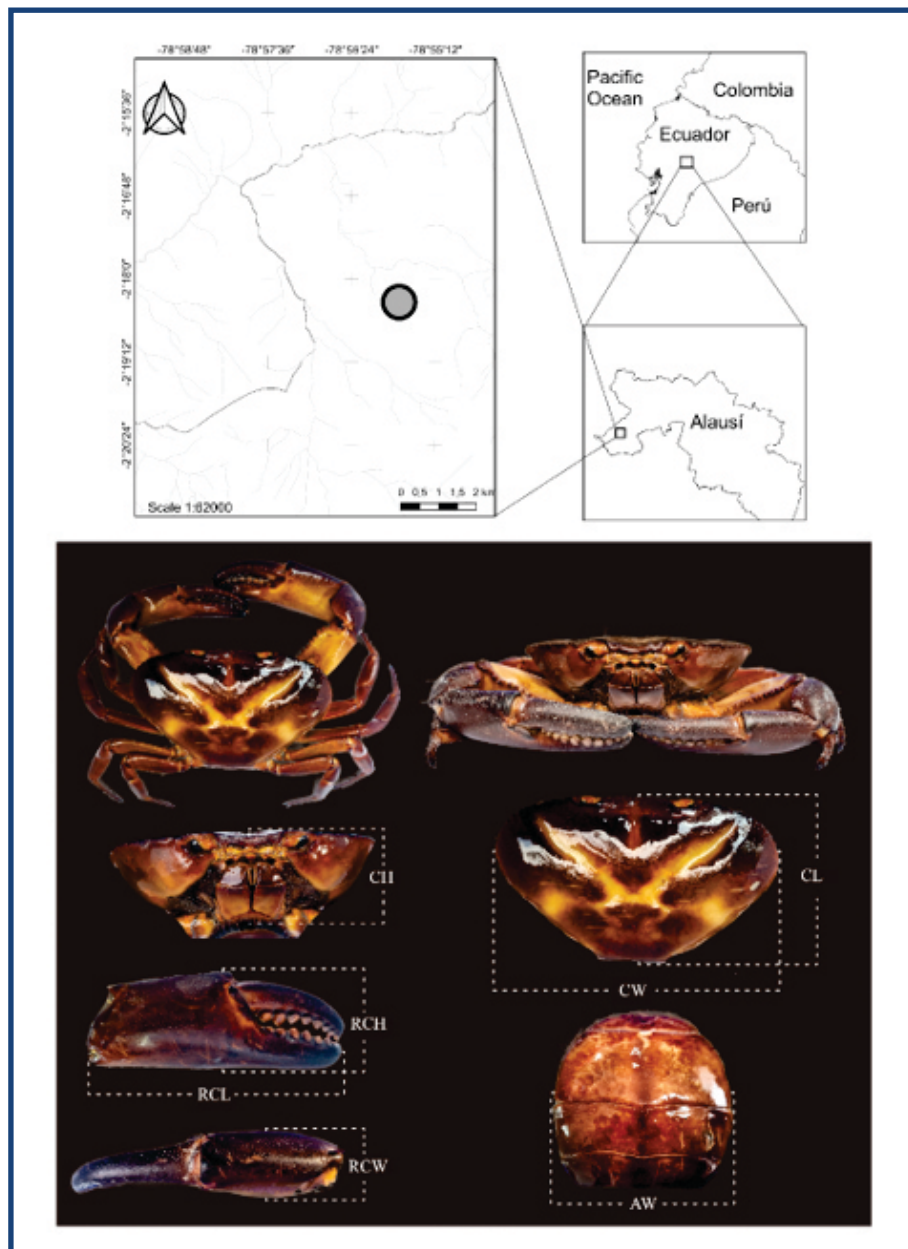 -78°58'48" -78°57'36" -78°59'24" -78°55'12"
-2°15'36"
-2°16'48"
-2°18'0"
-2°19'12"
-2°20'24"
0 0,5 1 1,5 2 km
Scale 1:62000
Pacific
Ocean
Colombia
Ecuador
Perú
Alausí
CH
CL
CW
RCH
RCL
RCW
AW